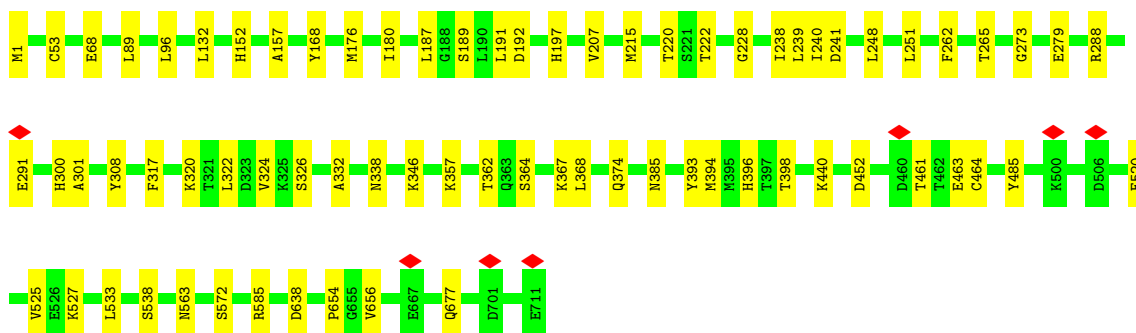 M1 C53 E68 L89 L96 L132 H152 A157 Y168 M176 I180 L187 G188 S189 L190 L191 D192 H197 V207 M215 T220 S221 T222 G228 I238 L239 I240 D241 L248 L251 F262 T265 G273 E279 R288
E291 H300 A301 Y308 F317 K320 T321 L322 D323 V324 K325 S326 A332 N338 K346 K357 T362 Q363 S364 K367 L368 Q374 N385 Y393 M394 M395 H396 T397 T398 K440 D452 D460 T461 T462 E463 C464 Y485 K500 D506
V525 E526 K527 L533 S538 N563 S572 R585 D638 P654 G655 V656 E667 Q677 D701 E711